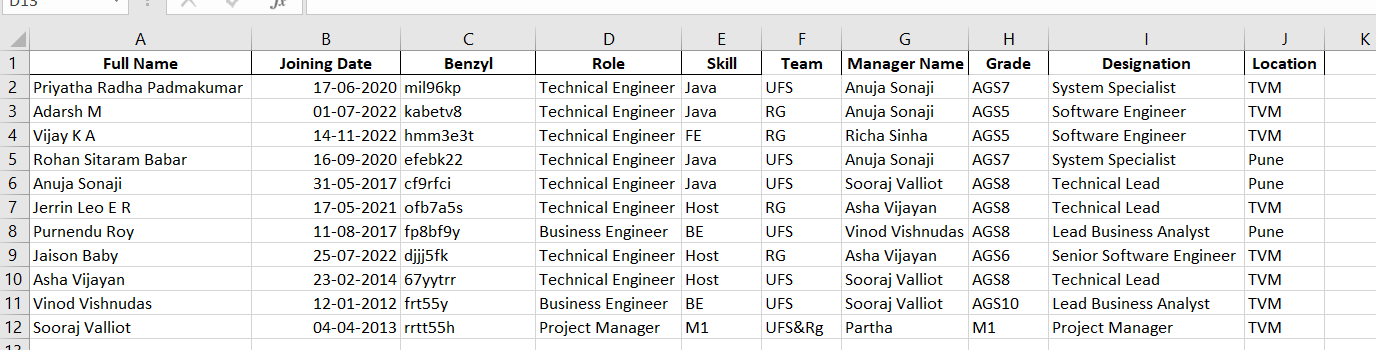 D13 fx
A B C D E F G H I J K
1 Full Name Joining Date Benzyl Role Skill Team Manager Name Grade Designation Location
2 Priyatha Radha Padmakumar 17-06-2020 mil96kp Technical Engineer Java UFS Anuja Sonaji AGS7 System Specialist TVM
3 Adarsh M 01-07-2022 kabetv8 Technical Engineer Java RG Anuja Sonaji AGS5 Software Engineer TVM
4 Vijay K A 14-11-2022 hmm3e3t Technical Engineer FE RG Richa Sinha AGS5 Software Engineer TVM
5 Rohan Sitaram Babar 16-09-2020 efebk22 Technical Engineer Java UFS Anuja Sonaji AGS7 System Specialist Pune
6 Anuja Sonaji 31-05-2017 cf9rfci Technical Engineer Java UFS Sooraj Valliot AGS8 Technical Lead Pune
7 Jerrin Leo E R 17-05-2021 ofb7a5s Technical Engineer Host RG Asha Vijayan AGS8 Technical Lead TVM
8 Purnendu Roy 11-08-2017 fp8bf9y Business Engineer BE UFS Vinod Vishnudas AGS8 Lead Business Analyst Pune
9 Jaison Baby 25-07-2022 djjj5fk Technical Engineer Host RG Asha Vijayan AGS6 Senior Software Engineer TVM
10 Asha Vijayan 23-02-2014 67yytrr Technical Engineer Host UFS Sooraj Valliot AGS8 Technical Lead TVM
11 Vinod Vishnudas 12-01-2012 frt55y Business Engineer BE UFS Sooraj Valliot AGS10 Lead Business Analyst TVM
12 Sooraj Valliot 04-04-2013 rrtt55h Project Manager M1 UFS&Rg Partha M1 Project Manager TVM
13